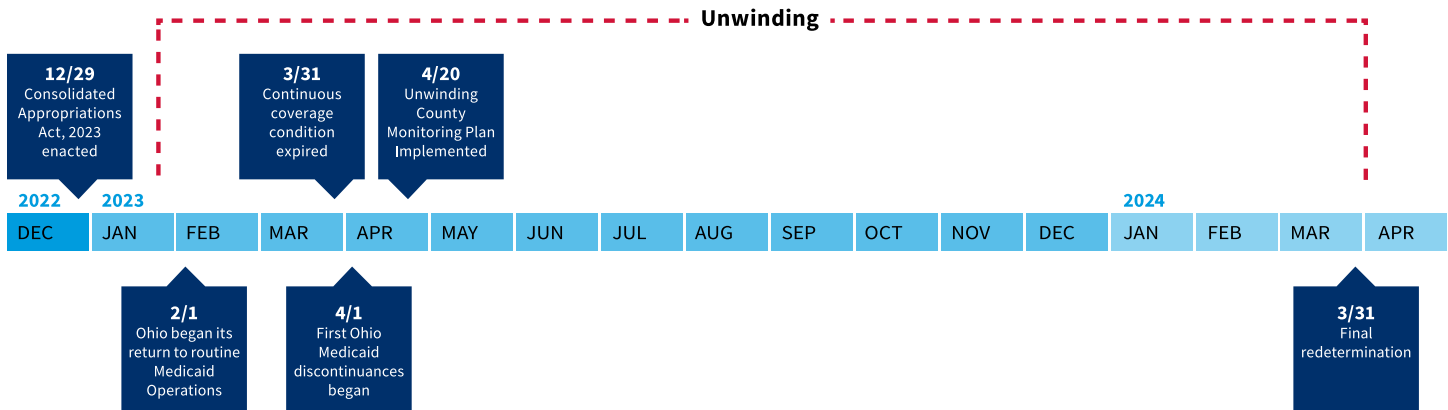 Unwinding
12/29
Consolidated
Appropriations
Act, 2023
enacted
3/31
Continuous
coverage
condition
expired
4/20
Unwinding
County
Monitoring Plan
Implemented
2022
2023
2024
DEC
JAN
FEB
MAR
APR
MAY
JUN
JUL
AUG
SEP
OCT
NOV
DEC
JAN
FEB
MAR
APR
2/1
Ohio began its
return to routine
Medicaid
Operations
4/1
First Ohio
Medicaid
discontinuances
began
3/31
Final
redetermination